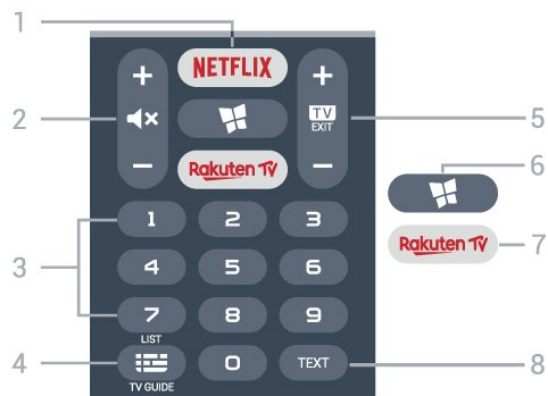 1
NETFLIX
+ +
2
TV
EXIT
5
6
- Rakuten TV -
1 2 3
Rakuten TV
7
3
4 5 6
7 8 9
LIST
4
0 TEXT
8
TV GUIDE